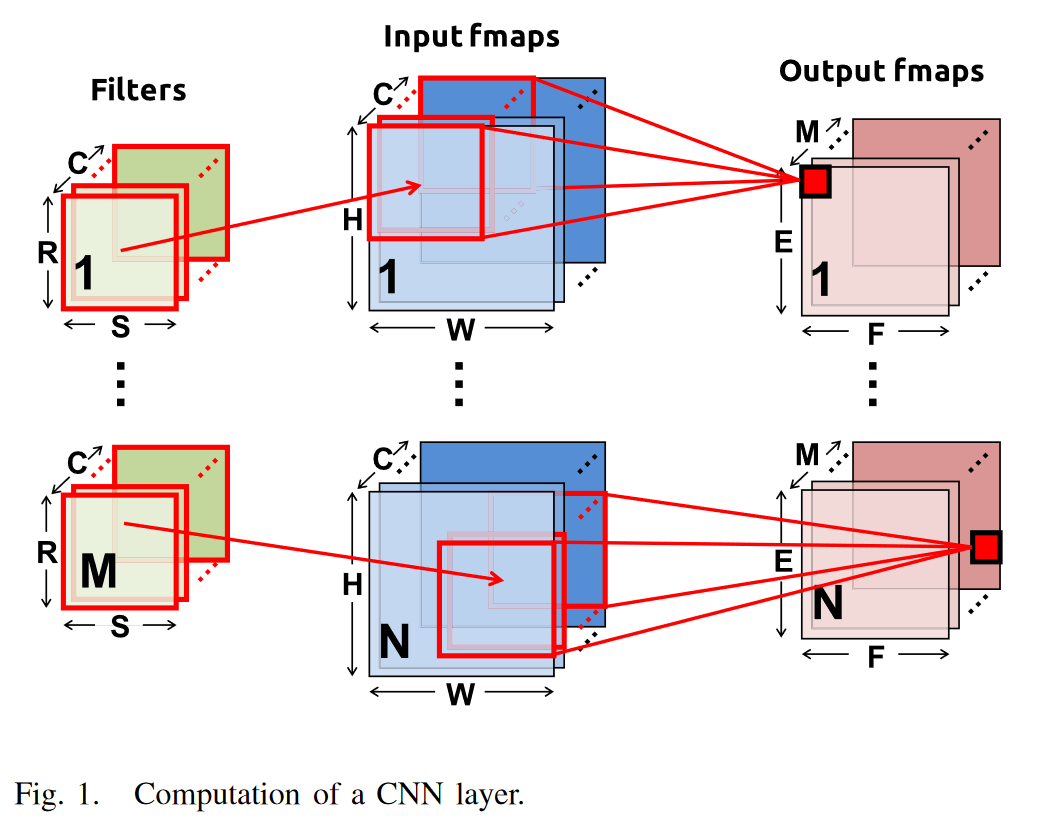 Input fmaps
Output fmaps
Filters
C
R
1
S
C
H
1
W
M
E
1
F
C
R
M
S
C
H
N
W
M
E
N
F
Fig. 1. Computation of a CNN layer.